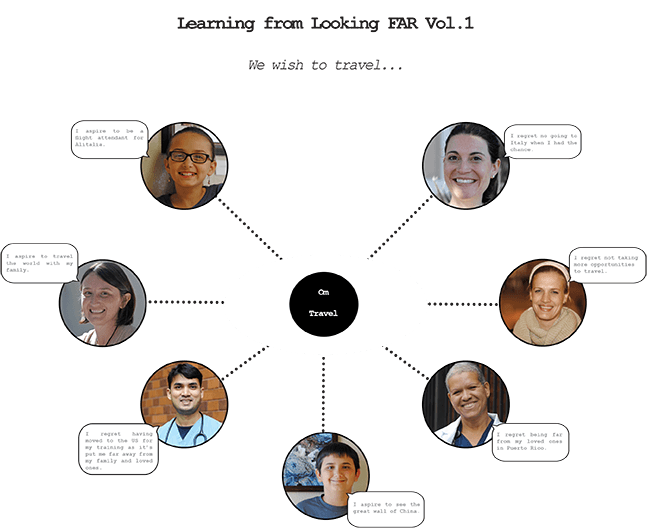 Learning from Looking FAR Vol.1
We wish to travel...
I aspire to be a
flight attendant for
Alitalia.
I regret no going to
Italy when I had the
chance.
I aspire to travel
the world with my
family.
I regret not taking
more opportunities
to travel.
On
Travel
I regret having
moved to the US for
my training as it's
put me far away from
my family and loved
ones.
I regret being far
from my loved ones
in Puerto Rico.
I aspire to see the
great wall of China.